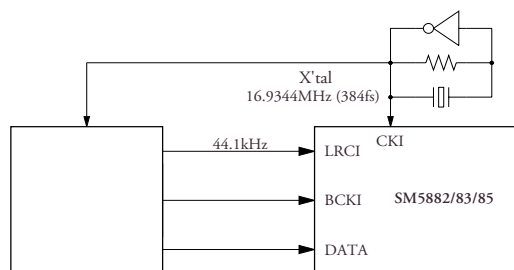 X'tal
16.9344MHz (384fs)
CKI
44.1kHz
LRCI
BCKI
SM5882/83/85
DATA